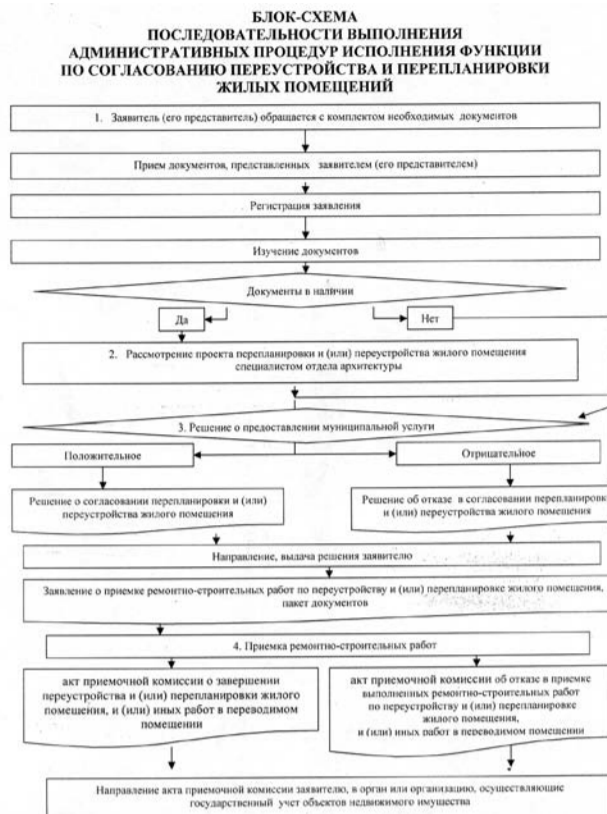 БЛОК-СХЕМА
ПОСЛЕДОВАТЕЛЬНОСТИ ВЫПОЛНЕНИЯ
АДМИНИСТРАТИВНЫХ ПРОЦЕДУР ИСПОЛНЕНИЯ ФУНКЦИИ
ПО СОГЛАСОВАНИЮ ПЕРЕУСТРОЙСТВА И ПЕРЕПЛАНИРОВКИ
ЖИЛЫХ ПОМЕЩЕНИЙ
1. Заявитель (его представитель) обращается с комплектом необходимых документов
Прием документов, представленных заявителем (его представителем)
Регистрация заявления
Изучение документов
Документы в наличии
Да
Нет
2. Рассмотрение проекта перепланировки и (или) переустройства жилого помещения
специалистом отдела архитектуры
3. Решение о предоставлении муниципальной услуги
Положительное
Отрицательное
Решение о согласовании перепланировки и (или)
переустройства жилого помещения
Решение об отказе в согласовании перепланировк
и (или) переустройства жилого помещения
Направление, выдача решения заявителю
Заявление о приемке ремонтно-строительных работ по переустройству и (или) перепланировке жилого помещения,
пакет документов
4. Приемка ремонтно-строительных работ
акт приемочной комиссии о завершении
переустройства и (или) перепланировки жилого
помещения, и (или) иных работ в переводимом
помещении
акт приемочной комиссии об отказе в приемке
выполненных ремонтно-строительных работ
по переустройству и (или) перепланировке
жилого помещения,
и (или) иных работ в переводимом помещении
Направление акта приемочной комиссии заявителю, в орган или организацию, осуществляющие
государственный учет объектов недвижимого имущества